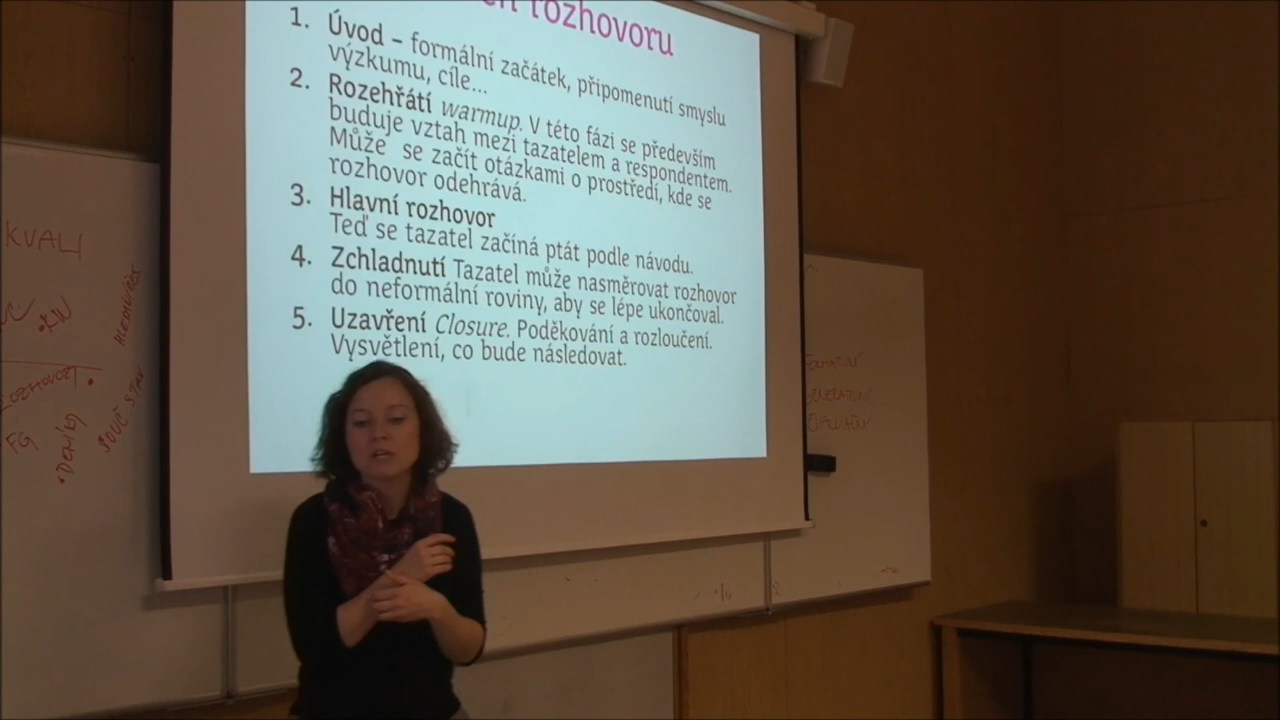 rozhovoru
1. Úvod – formální začátek, připomenutí smyslu
výzkumu, cíle...
2. Rozehřátí warmup. V této fázi se především
buduje vztah mezi tazatelem a respondentem.
Může se začít otázkami o prostředí, kde se
rozhovor odehrává.
3. Hlavní rozhovor
Teď se tazatel začíná ptát podle návodu.
4. Zchladnutí Tazatel může nasměrovat rozhovor
do neformální roviny, aby se lépe ukončoval.
5. Uzavření Closure. Poděkování a rozloučení.
Vysvětlení, co bude následovat.
KVALI
FG